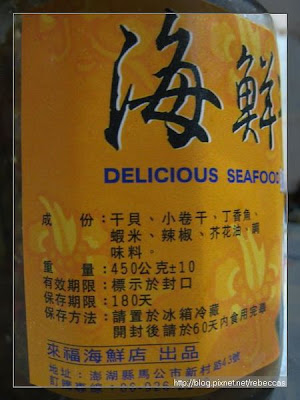 海鮮
DELICIOUS SEAFOOD
成　份：干貝、小卷干、丁香魚、
蝦米、辣椒、芥花油、調
味料。
重　量：450公克±10
有效期限：標示於封口
保存期限：180天
保存方法：請置於冰箱冷藏
開封後請於60天內食用完畢
來福海鮮店 出品
地址：澎湖縣馬公市新村路43號
http://blog.pixnet.net/rebeccas